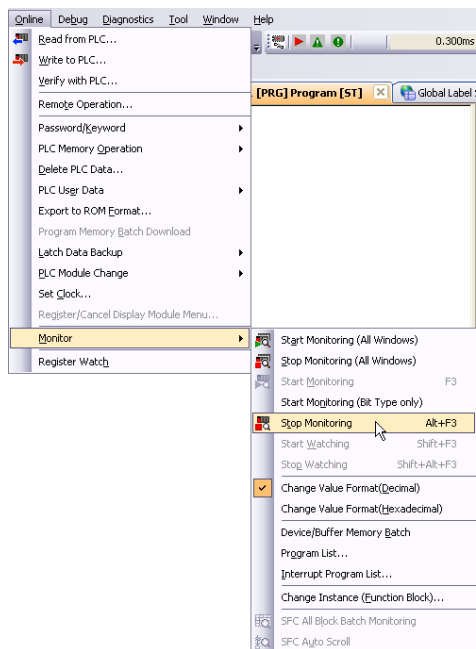 Online Debug Diagnostics Tool Window Help
Read from PLC...
Write to PLC...
0.300ms
Verify with PLC...
Remote Operation...
[PRG] Program [ST] Global Label
Password/Keyword
PLC Memory Operation
Delete PLC Data...
PLC User Data
Export to ROM Format...
Program Memory Batch Download
Latch Data Backup
PLC Module Change
Set Clock...
Register/Cancel Display Module Menu...
Monitor
Register Watch
Start Monitoring (All Windows)
Stop Monitoring (All Windows)
Start Monitoring F3
Start Monitoring (Bit Type only)
Stop Monitoring Alt+F3
Start Watching Shift+F3
Stop Watching Shift+Alt+F3
Change Value Format(Decimal)
Change Value Format(Hexadecimal)
Device/Buffer Memory Batch
Program List...
Interrupt Program List...
Change Instance (Function Block)...
SFC All Block Batch Monitoring
SFC Auto Scroll